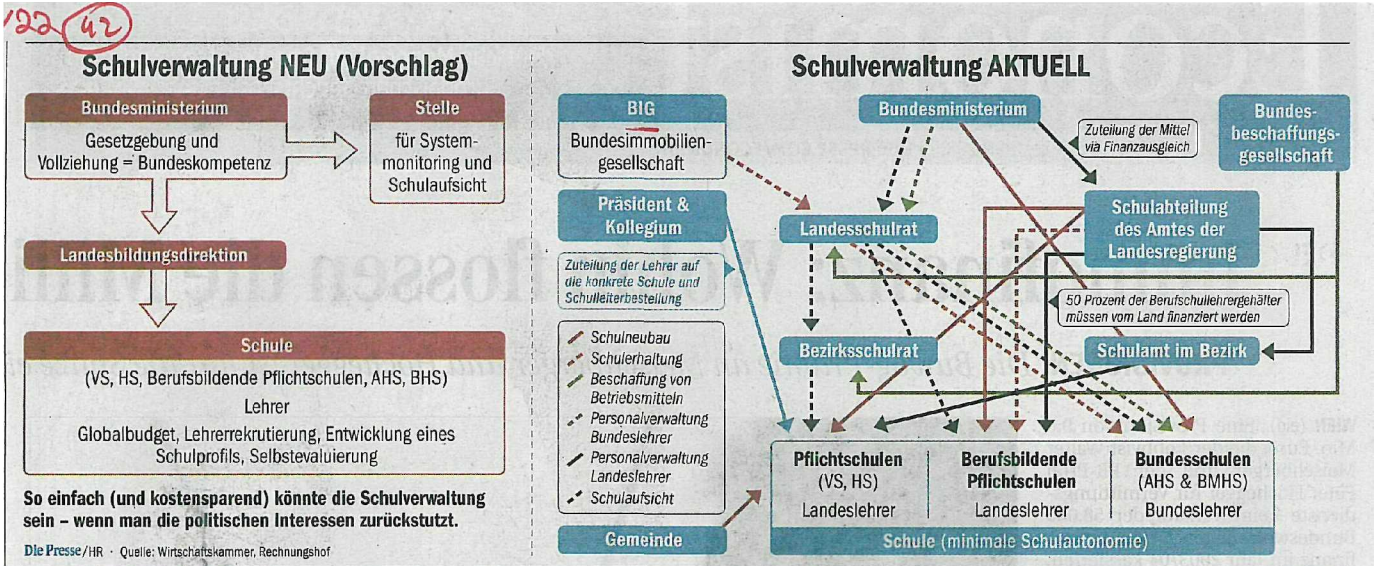 122 42
Schulverwaltung NEU (Vorschlag)
Bundesministerium
Gesetzgebung und
Vollziehung = Bundeskompetenz
Stelle
für System-
monitoring und
Schulaufsicht
Landesbildungsdirektion
Schule
(VS, HS, Berufsbildende Pflichtschulen, AHS, BHS)
Lehrer
Globalbudget, Lehrerrekrutierung, Entwicklung eines
Schulprofils, Selbstevaluierung
So einfach (und kostensparend) könnte die Schulverwaltung
sein – wenn man die politischen Interessen zurückstutzt.
Die Presse/HR · Quelle: Wirtschaftskammer, Rechnungshof
Schulverwaltung AKTUELL
BIG
Bundesimmobilien-
gesellschaft
Bundesministerium
Zuteilung der Mittel
via Finanzausgleich
Bundes-
beschaffungs-
gesellschaft
Präsident &
Kollegium
Landesschulrat
Schulabteilung
des Amtes der
Landesregierung
Zuteilung der Lehrer auf
die konkrete Schule und
Schulleiterbestellung
50 Prozent der Berufschullehrergehälter
müssen vom Land finanziert werden
Bezirksschulrat
Schulamt im Bezirk
Schulneubau
Schulerhaltung
Beschaffung von
Betriebsmitteln
Personalverwaltung
Bundeslehrer
Personalverwaltung
Landeslehrer
Schulaufsicht
Gemeinde
Pflichtschulen
(VS, HS)
Landeslehrer
Berufsbildende
Pflichtschulen
Landeslehrer
Bundesschulen
(AHS & BMHS)
Bundeslehrer
Schule (minimale Schulautonomie)